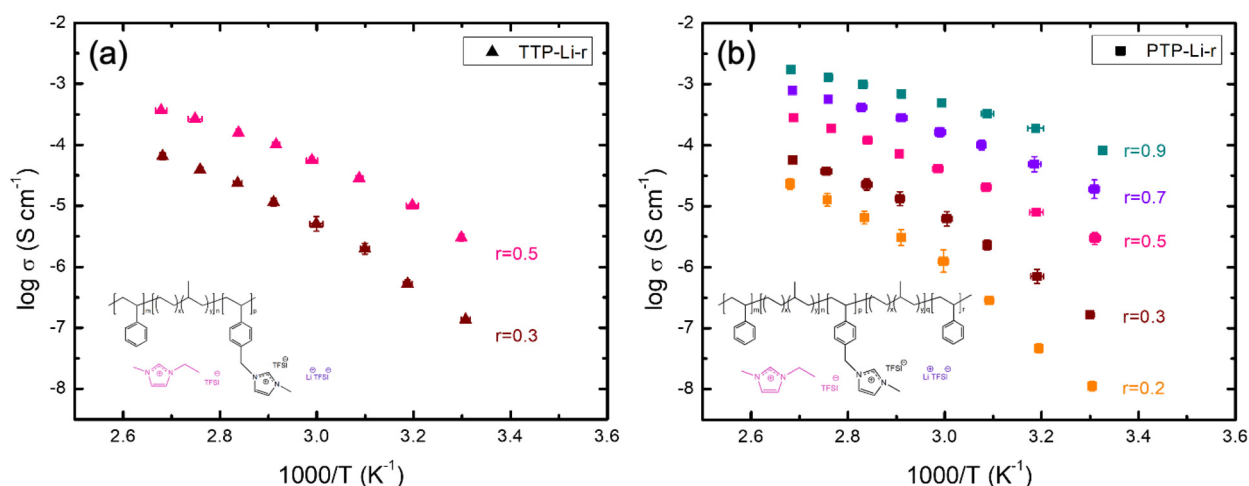 (a)
TTP-Li-r
log σ (S cm⁻¹)
-2
-3
-4
-5
-6
-7
-8
r=0.5
r=0.3
m
x
y
n
p
TFSI ⊖
N
⊕
N
N
⊕
N
TFSI ⊖
⊕ ⊖
Li TFSI
2.6 2.8 3.0 3.2 3.4 3.6
1000/T (K⁻¹)
(b)
PTP-Li-r
log σ (S cm⁻¹)
-2
-3
-4
-5
-6
-7
-8
r=0.9
r=0.7
r=0.5
r=0.3
r=0.2
m
x
y
n
p
x
y
q
r
TFSI ⊖
N
⊕
N
N
⊕
N
TFSI ⊖
⊕ ⊖
Li TFSI
2.6 2.8 3.0 3.2 3.4 3.6
1000/T (K⁻¹)